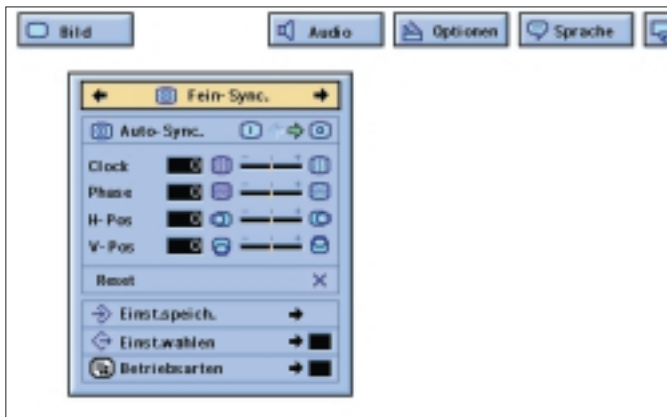 Bild Audio Optionen Sprache
Fein-Sync.
Auto-Sync.
Clock 0
Phase 0
H-Pos 0
V-Pos 0
Reset
Einst.speich.
Einst.wählen
Betriebsarten